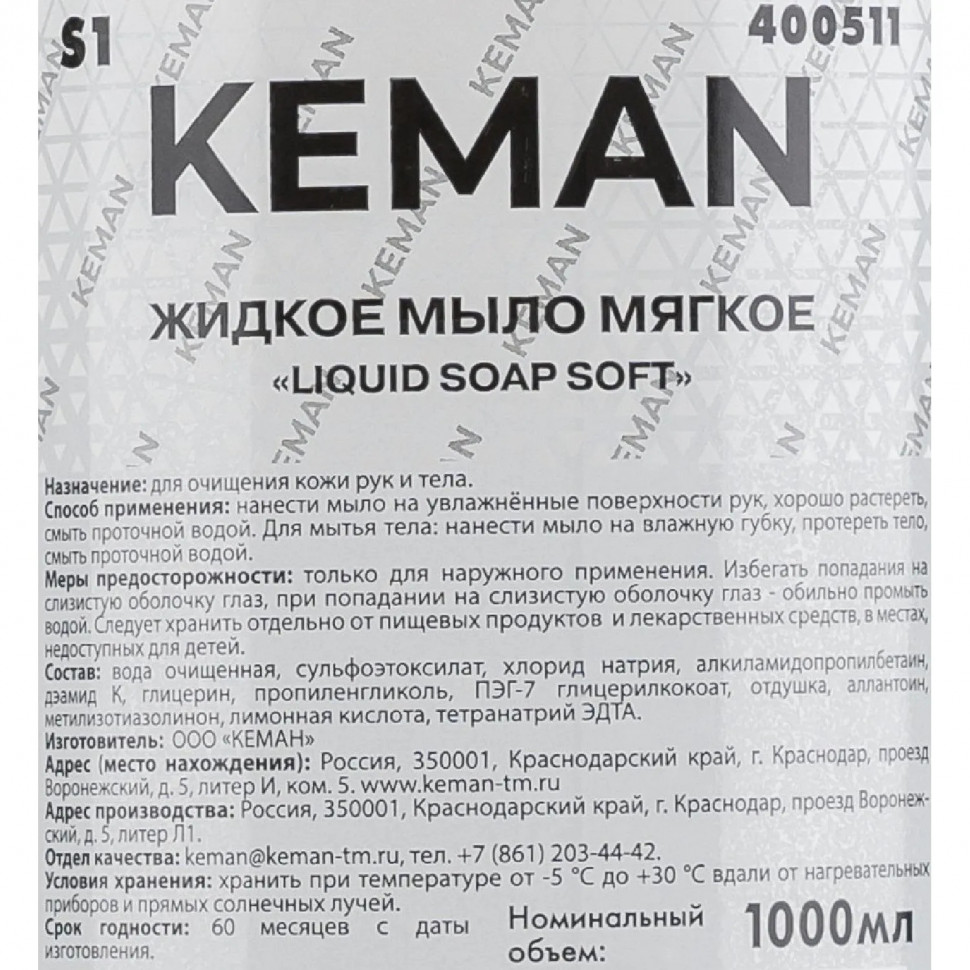 S1
400511
KEMAN
ЖИДКОЕ МЫЛО МЯГКОЕ
«LIQUID SOAP SOFT»
Назначение: для очищения кожи рук и тела.
Способ применения: нанести мыло на увлажнённые поверхности рук, хорошо растереть,
смыть проточной водой. Для мытья тела: нанести мыло на влажную губку, протереть тело,
смыть проточной водой.
Меры предосторожности: только для наружного применения. Избегать попадания на
слизистую оболочку глаз, при попадании на слизистую оболочку глаз - обильно промыть
водой. Следует хранить отдельно от пищевых продуктов и лекарственных средств, в местах,
недоступных для детей.
Состав: вода очищенная, сульфоэтоксилат, хлорид натрия, алкиламидопропилбетаин,
дэамид К, глицерин, пропиленгликоль, ПЭГ-7 глицерилкокоат, отдушка, аллантоин,
метилизотиазолинон, лимонная кислота, тетранатрий ЭДТА.
Изготовитель: ООО «КЕМАН»
Адрес (место нахождения): Россия, 350001, Краснодарский край, г. Краснодар, проезд
Воронежский, д. 5, литер И, ком. 5. www.keman-tm.ru
Адрес производства: Россия, 350001, Краснодарский край, г. Краснодар, проезд Воронеж-
ский, д. 5, литер Л1.
Отдел качества: keman@keman-tm.ru, тел. +7 (861) 203-44-42.
Условия хранения: хранить при температуре от -5 °С до +30 °С вдали от нагревательных
приборов и прямых солнечных лучей.
Срок годности: 60 месяцев с даты
изготовления.
Номинальный
объем:
1000мл